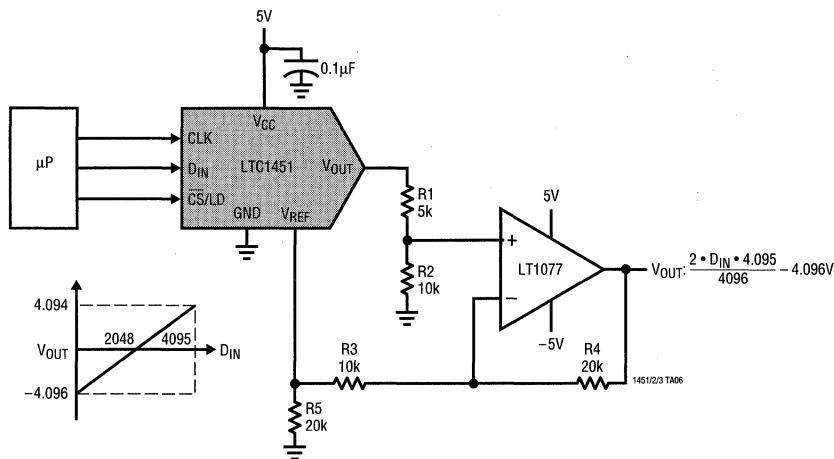 5V
0.1µF
µP
CLK
DIN
CS/LD
VCC
LTC1451
VOUT
GND
VREF
R1
5k
R2
10k
5V
+
LT1077
−
−5V
VOUT: 2 • DIN • 4.095
4096
− 4.096V
4.094
VOUT
2048
4095
DIN
−4.096
R3
10k
R4
20k
R5
20k
1451/2/3 TA06